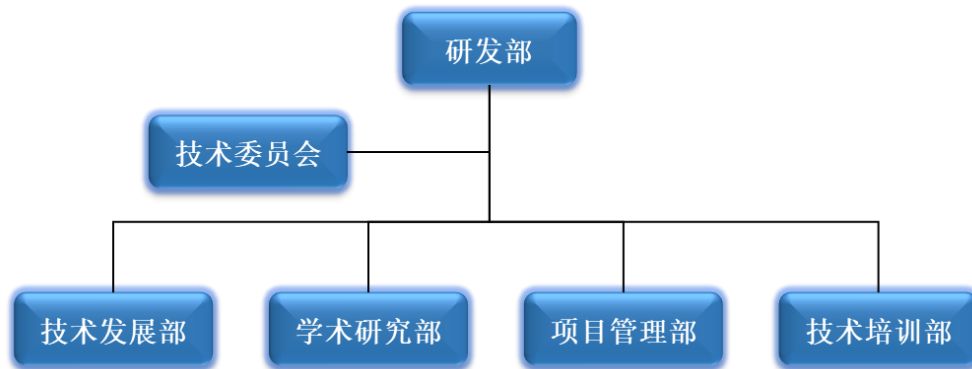 研发部
技术委员会
技术发展部
学术研究部
项目管理部
技术培训部